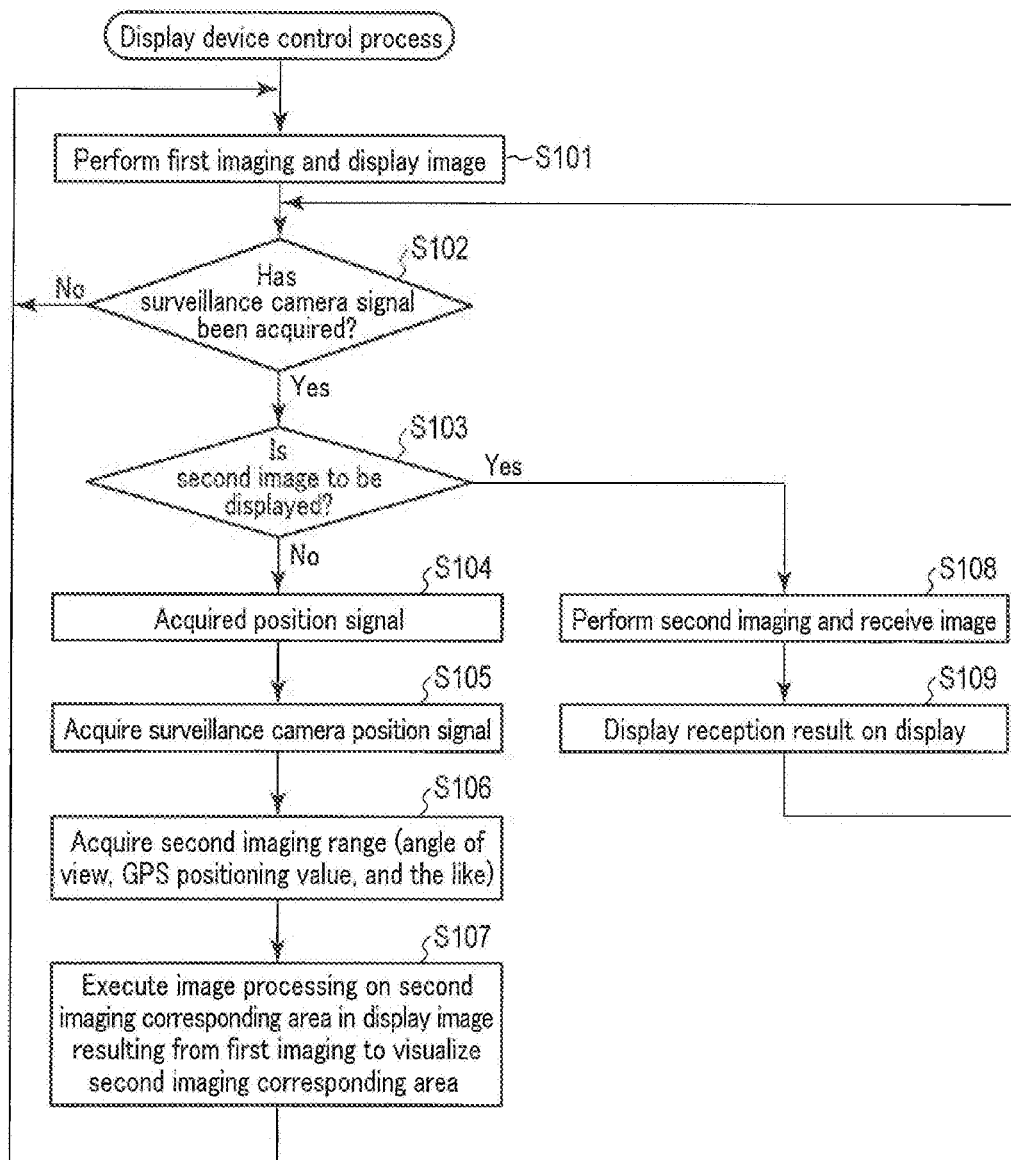 Display device control process
Perform first imaging and display image
S101
S102
Has
surveillance camera signal
been acquired?
No
Yes
S103
Is
second image to be
displayed?
Yes
No
S104
Acquired position signal
S105
Acquire surveillance camera position signal
S106
Acquire second imaging range (angle of
view, GPS positioning value, and the like)
S107
Execute image processing on second
imaging corresponding area in display image
resulting from first imaging to visualize
second imaging corresponding area
S108
Perform second imaging and receive image
S109
Display reception result on display